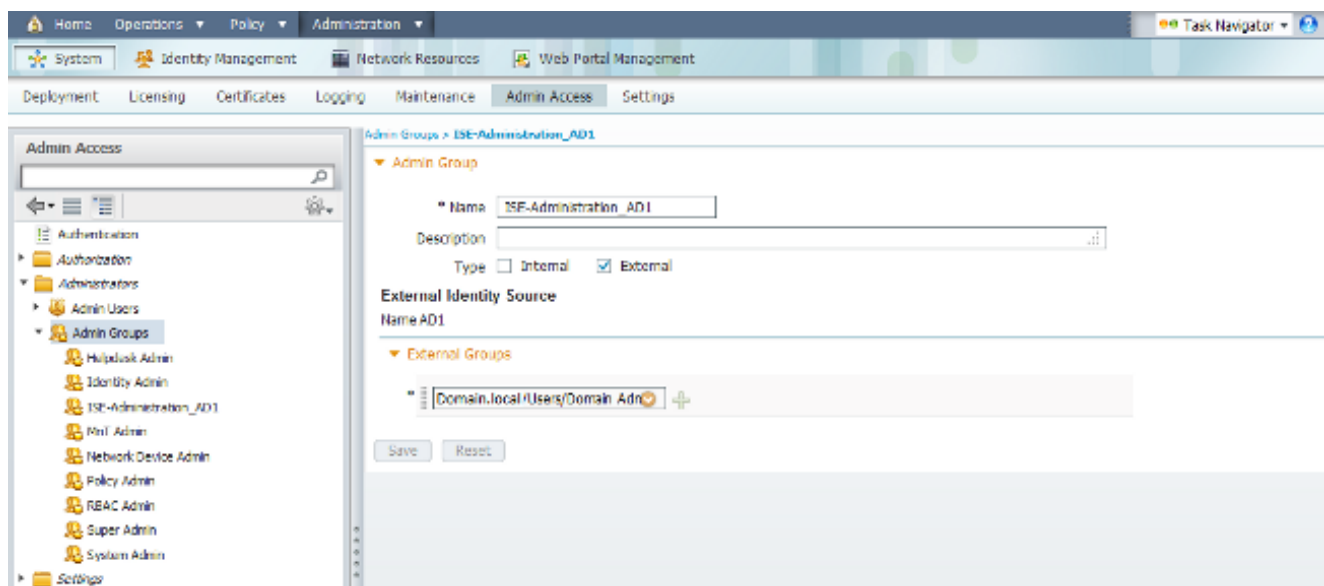 Home Operations ▾ Policy ▾ Administration ▾ Task Navigator ▾
System Identity Management Network Resources Web Portal Management
Deployment Licensing Certificates Logging Maintenance Admin Access Settings
Admin Access
Authentication
Authorization
Administrators
Admin Users
Admin Groups
Helpdesk Admin
Identity Admin
ISE-Administration_AD1
MnT Admin
Network Device Admin
Policy Admin
RBAC Admin
Super Admin
System Admin
Settings
Admin Groups > ISE-Administration_AD1
Admin Group
* Name ISE-Administration_AD1
Description
Type Internal External
External Identity Source
Name AD1
External Groups
* Domain.local/Users/Domain Adm
Save Reset